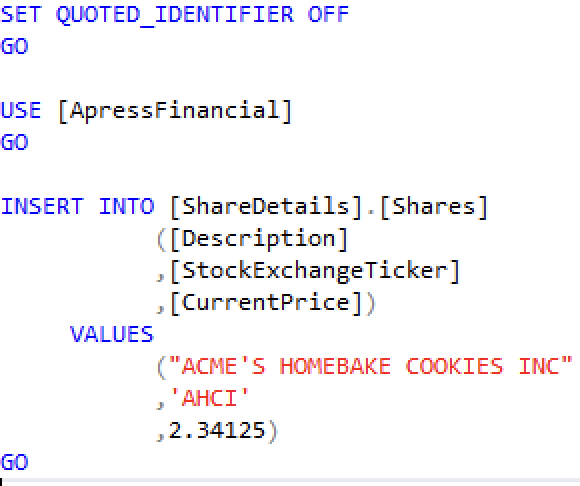 SET QUOTED_IDENTIFIER OFF
GO
USE [ApressFinancial]
GO
INSERT INTO [ShareDetails].[Shares]
([Description]
,[StockExchangeTicker]
,[CurrentPrice])
VALUES
("ACME'S HOMEBAKE COOKIES INC"
,'AHCI'
,2.34125)
GO